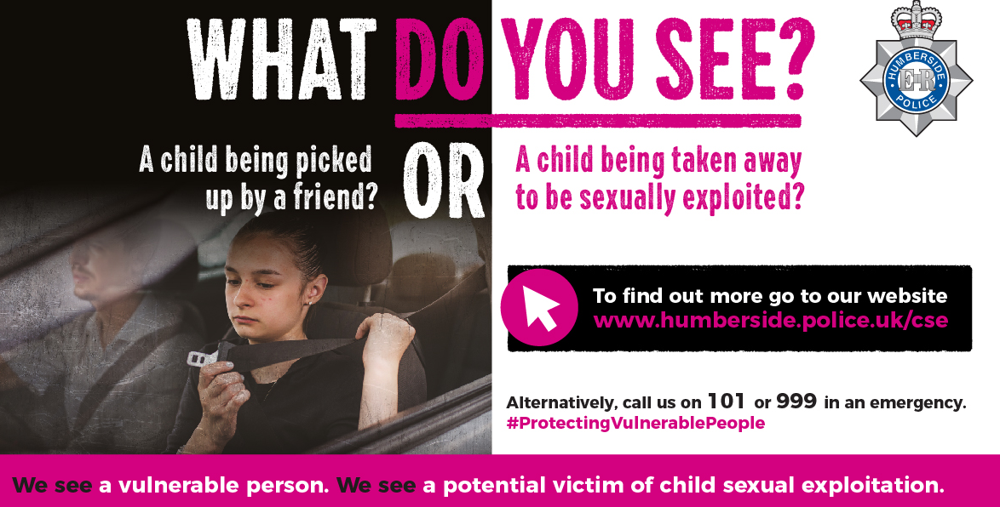 WHAT DO YOU SEE?
A child being picked
up by a friend?
OR
A child being taken away
to be sexually exploited?
HUMBERSIDE
E R
POLICE
To find out more go to our website
www.humberside.police.uk/cse
Alternatively, call us on 101 or 999 in an emergency.
#ProtectingVulnerablePeople
We see a vulnerable person. We see a potential victim of child sexual exploitation.